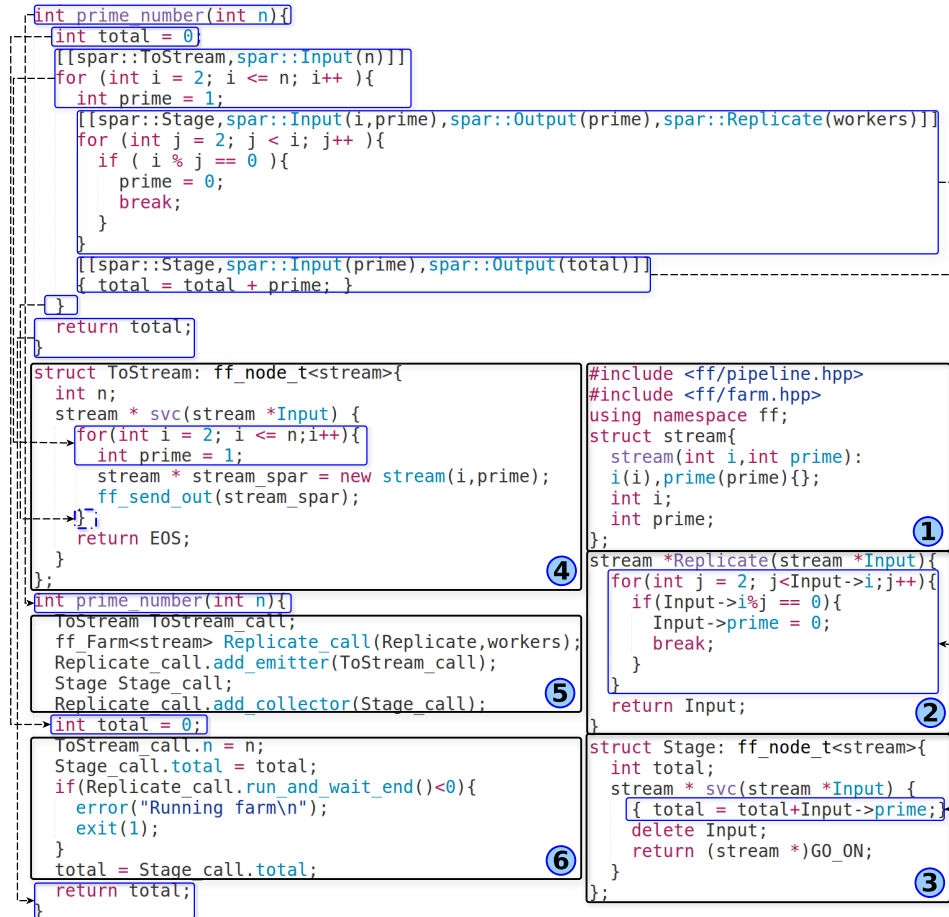 int prime_number(int n){
int total = 0;
[[spar::ToStream,spar::Input(n)]]
for (int i = 2; i <= n; i++ ){
int prime = 1;
[[spar::Stage,spar::Input(i,prime),spar::Output(prime),spar::Replicate(workers)]]
for (int j = 2; j < i; j++ ){
if ( i % j == 0 ){
prime = 0;
break;
}
}
[[spar::Stage,spar::Input(prime),spar::Output(total)]]
{ total = total + prime; }
}
return total;
}
struct ToStream: ff_node_t<stream>{
int n;
stream * svc(stream *Input) {
for(int i = 2; i <= n;i++){
int prime = 1;
stream * stream_spar = new stream(i,prime);
ff_send_out(stream_spar);
}
return EOS;
}
};
4
int prime_number(int n){
ToStream ToStream_call;
ff_Farm<stream> Replicate_call(Replicate,workers);
Replicate_call.add_emitter(ToStream_call);
Stage Stage_call;
Replicate_call.add_collector(Stage_call);
5
int total = 0;
ToStream_call.n = n;
Stage_call.total = total;
if(Replicate_call.run_and_wait_end()<0){
error("Running farm\n");
exit(1);
}
total = Stage_call.total;
6
return total;
}
#include <ff/pipeline.hpp>
#include <ff/farm.hpp>
using namespace ff;
struct stream{
stream(int i,int prime):
i(i),prime(prime){};
int i;
int prime;
};
1
stream *Replicate(stream *Input){
for(int j = 2; j<Input->i;j++){
if(Input->i%j == 0){
Input->prime = 0;
break;
}
}
return Input;
}
2
struct Stage: ff_node_t<stream>{
int total;
stream * svc(stream *Input) {
{ total = total+Input->prime;}
delete Input;
return (stream *)GO_ON;
}
};
3